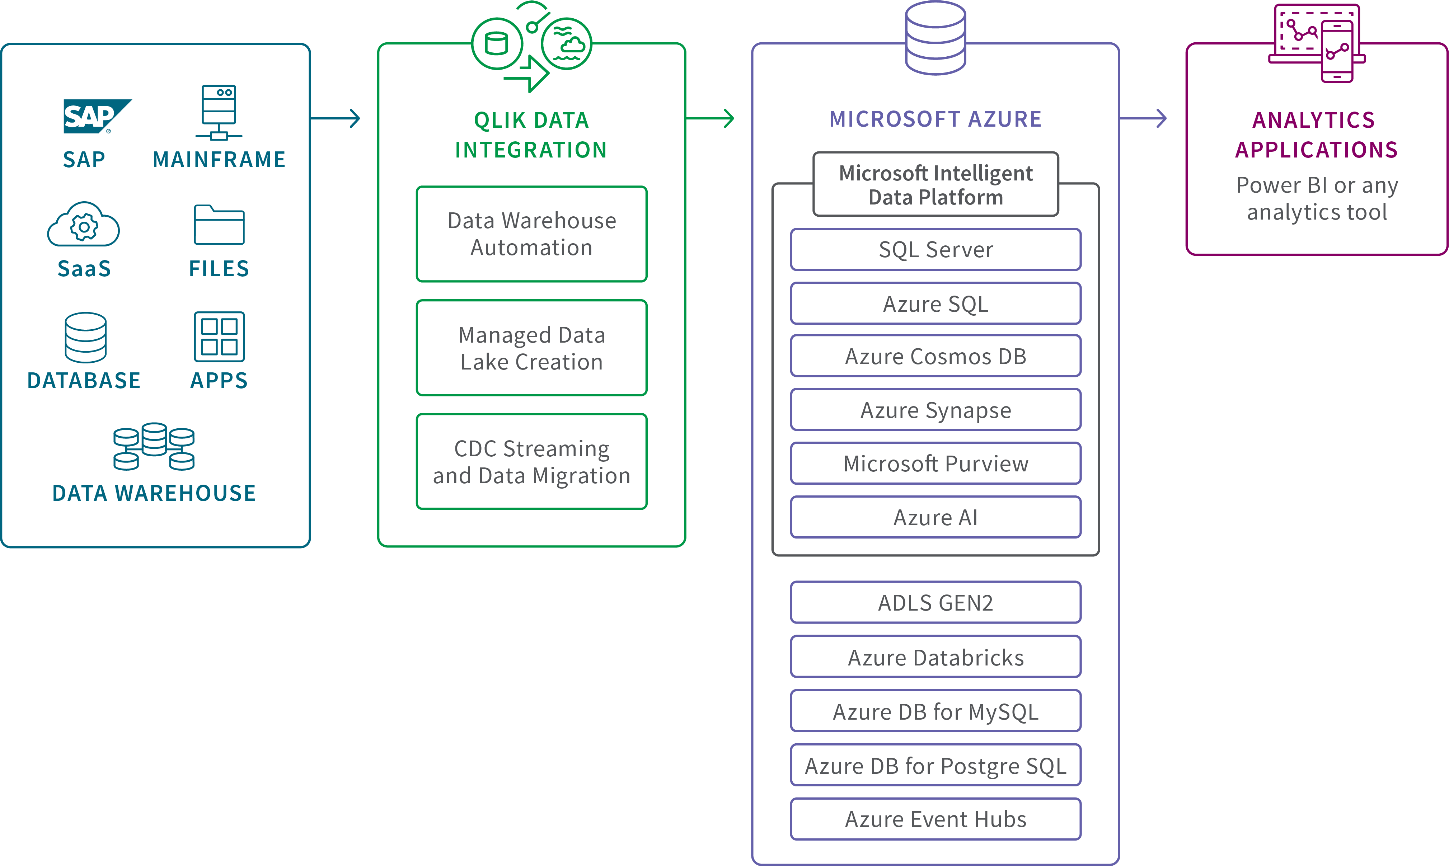 SAP
SAP
MAINFRAME
SaaS
FILES
DATABASE
APPS
DATA WAREHOUSE
QLIK DATA
INTEGRATION
Data Warehouse
Automation
Managed Data
Lake Creation
CDC Streaming
and Data Migration
MICROSOFT AZURE
Microsoft Intelligent
Data Platform
SQL Server
Azure SQL
Azure Cosmos DB
Azure Synapse
Microsoft Purview
Azure AI
ADLS GEN2
Azure Databricks
Azure DB for MySQL
Azure DB for Postgre SQL
Azure Event Hubs
ANALYTICS
APPLICATIONS
Power BI or any
analytics tool